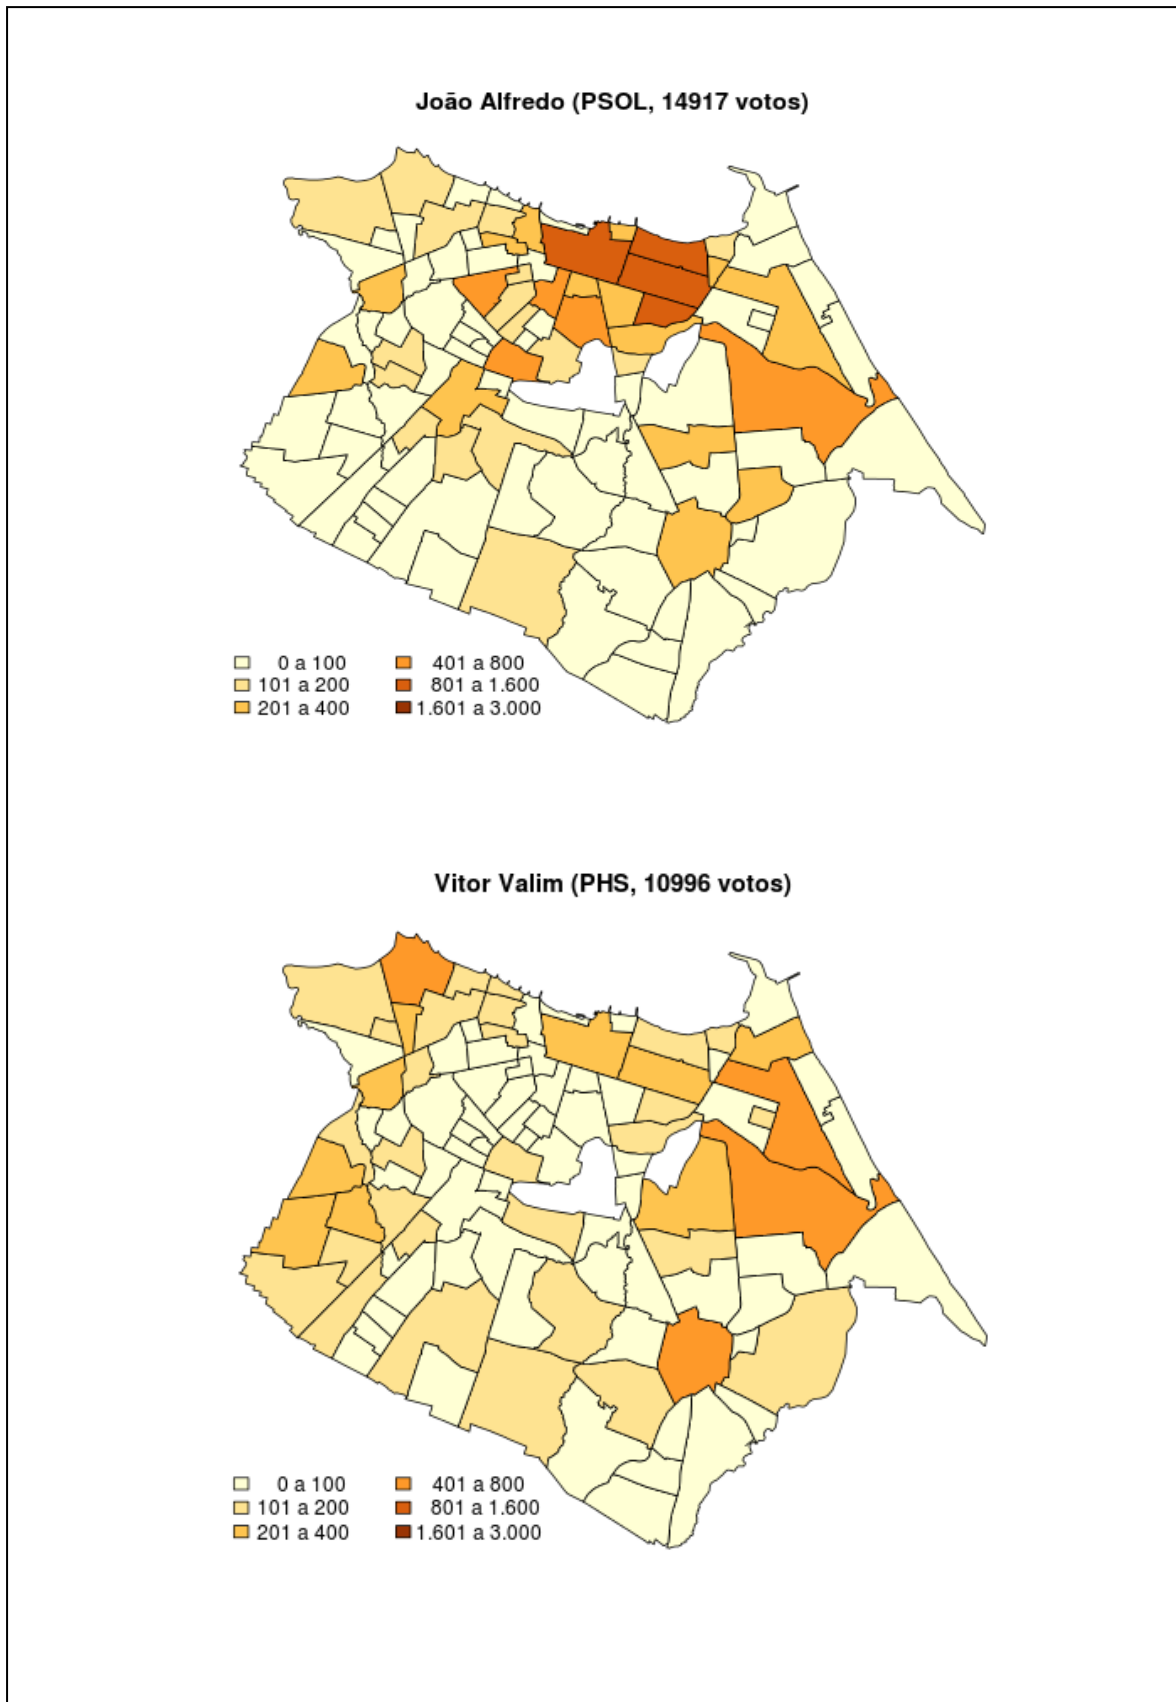 João Alfredo (PSOL, 14917 votos)
0 a 100 401 a 800
101 a 200 801 a 1.600
201 a 400 1.601 a 3.000
Vitor Valim (PHS, 10996 votos)
0 a 100 401 a 800
101 a 200 801 a 1.600
201 a 400 1.601 a 3.000